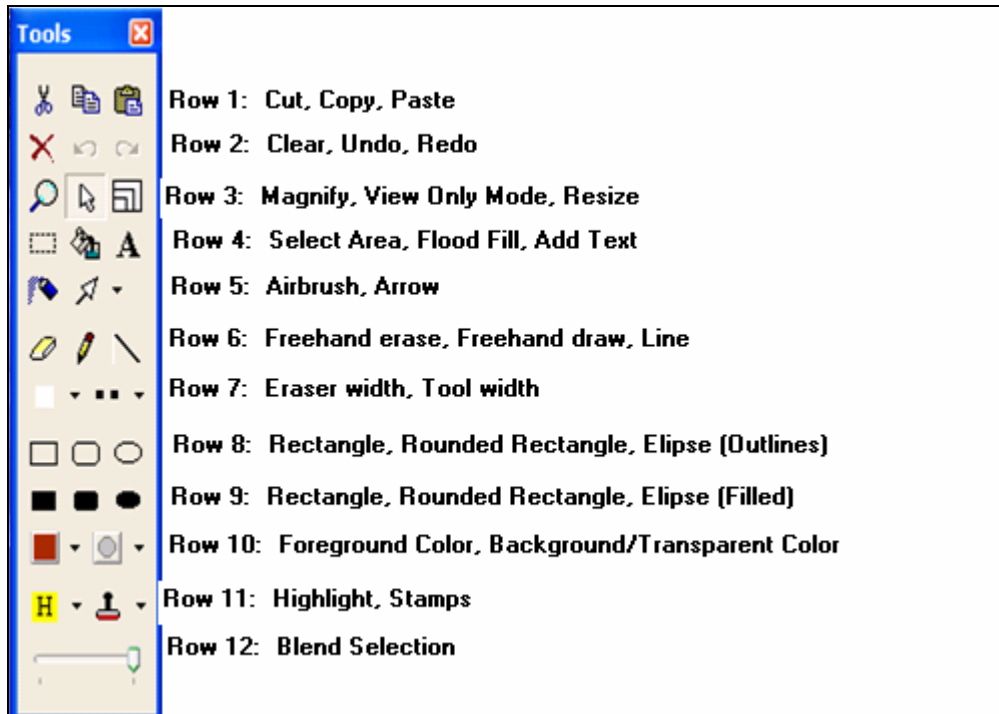 Tools
Row 1: Cut, Copy, Paste
Row 2: Clear, Undo, Redo
Row 3: Magnify, View Only Mode, Resize
A Row 4: Select Area, Flood Fill, Add Text
Row 5: Airbrush, Arrow
Row 6: Freehand erase, Freehand draw, Line
Row 7: Eraser width, Tool width
Row 8: Rectangle, Rounded Rectangle, Elipse (Outlines)
Row 9: Rectangle, Rounded Rectangle, Elipse (Filled)
Row 10: Foreground Color, Background/Transparent Color
H Row 11: Highlight, Stamps
Row 12: Blend Selection